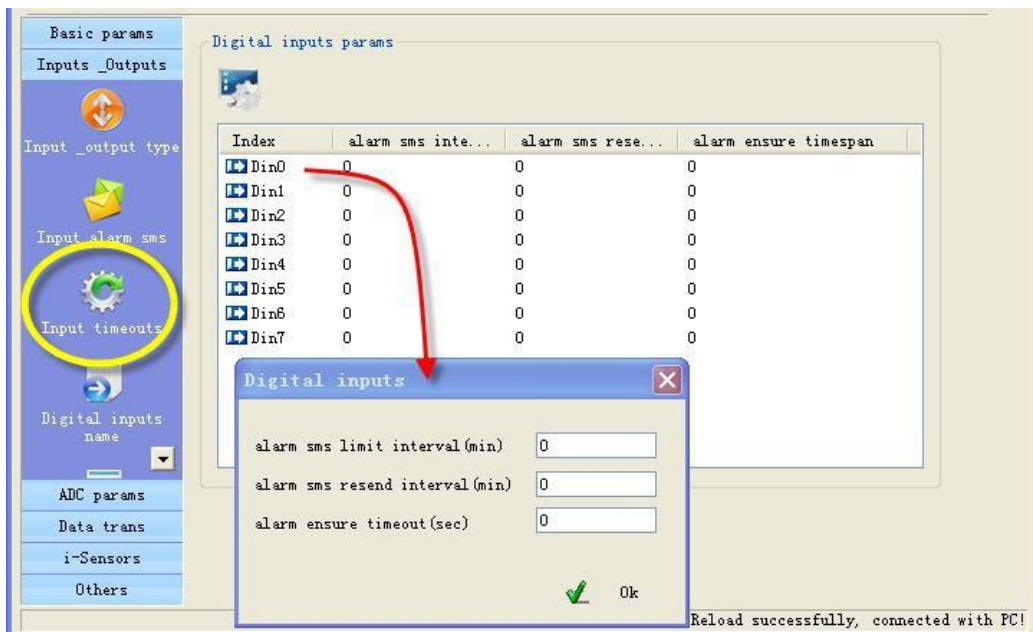 Basic params
Inputs _Outputs
Input _output type
Input alarm sms
Input timeouts
Digital inputs
name
ADC params
Data trans
i-Sensors
Others
Digital inputs params
Index alarm sms inte... alarm sms rese... alarm ensure timespan
Din0 0 0 0
Din1 0 0 0
Din2 0 0 0
Din3 0 0 0
Din4 0 0 0
Din5 0 0 0
Din6 0 0 0
Din7 0 0 0
Digital inputs
alarm sms limit interval(min) 0
alarm sms resend interval(min) 0
alarm ensure timeout(sec) 0
Ok
Reload successfully, connected with PC!